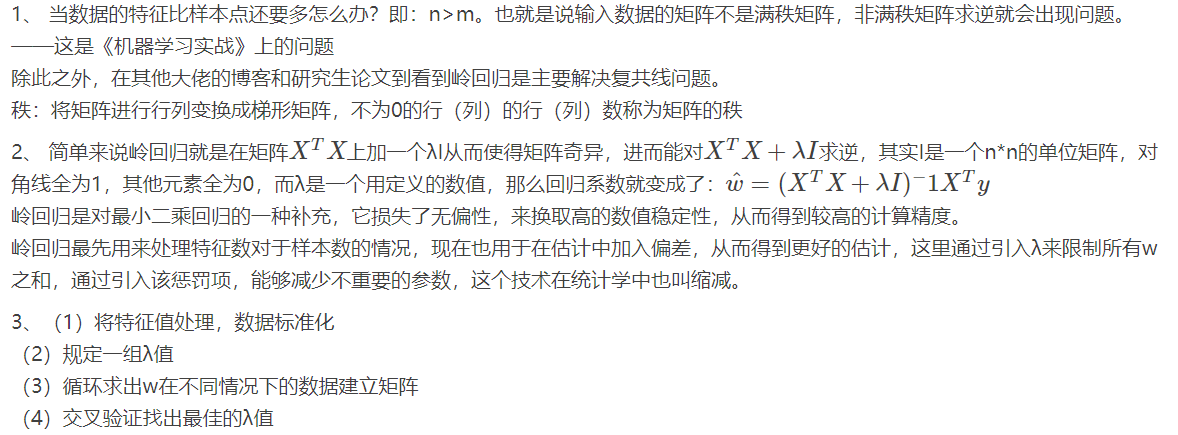 1、 当数据的特征比样本点还要多怎么办？即：n>m。也就是说输入数据的矩阵不是满秩矩阵，非满秩矩阵求逆就会出现问题。
——这是《机器学习实战》上的问题
除此之外，在其他大佬的博客和研究生论文到看到岭回归是主要解决复共线问题。
秩：将矩阵进行行列变换成梯形矩阵，不为0的行（列）的行（列）数称为矩阵的秩
2、 简单来说岭回归就是在矩阵$X^T X$上加一个λI从而使得矩阵奇异，进而能对$X^T X + \lambda I$求逆，其实I是一个n*n的单位矩阵，对
角线全为1，其他元素全为0，而λ是一个用定义的数值，那么回归系数就变成了：$\hat{w} = (X^T X + \lambda I)^- 1 X^T y$
岭回归是对最小二乘回归的一种补充，它损失了无偏性，来换取高的数值稳定性，从而得到较高的计算精度。
岭回归最先用来处理特征数对于样本数的情况，现在也用于在估计中加入偏差，从而得到更好的估计，这里通过引入λ来限制所有w
之和，通过引入该惩罚项，能够减少不重要的参数，这个技术在统计学中也叫缩减。
3、（1）将特征值处理，数据标准化
（2）规定一组λ值
（3）循环求出w在不同情况下的数据建立矩阵
（4）交叉验证找出最佳的λ值